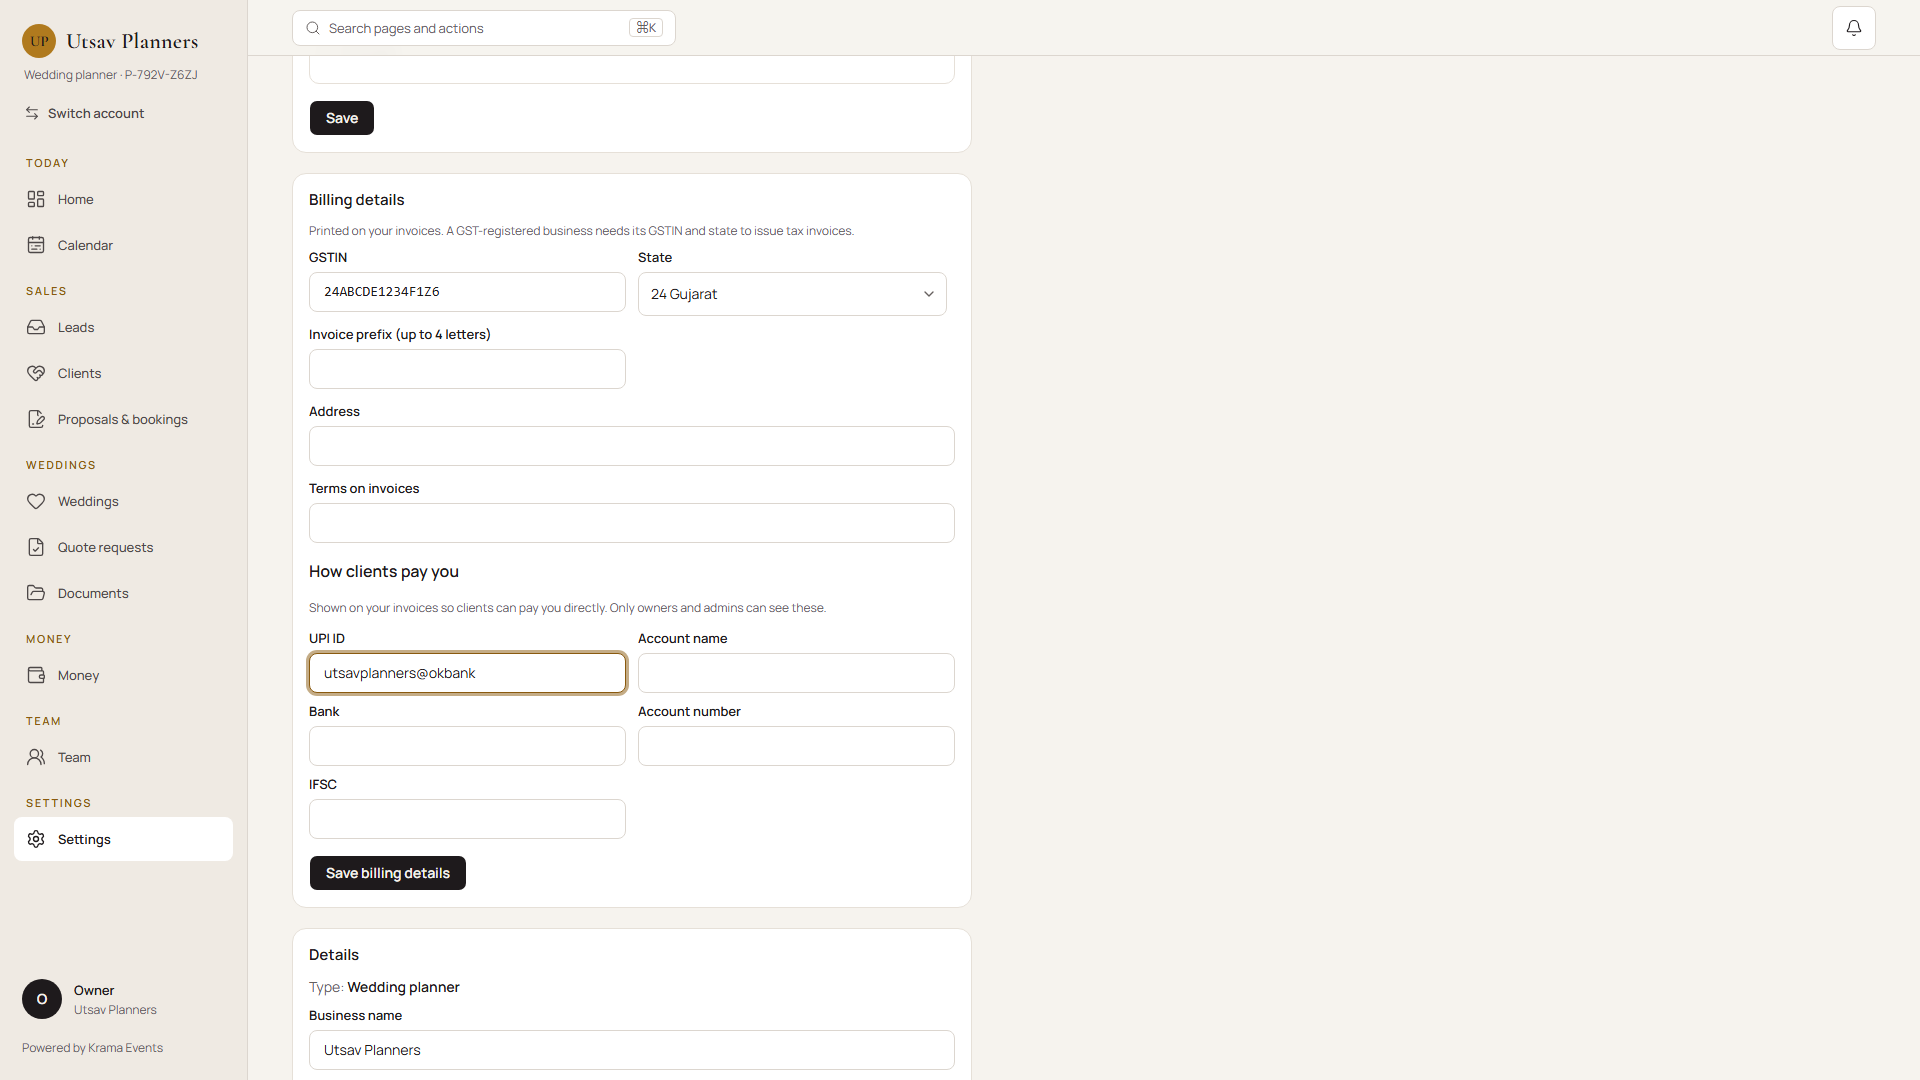 UP Utsav Planners
Wedding planner · P-792V-Z6ZJ
Switch account
TODAY
Home
Calendar
SALES
Leads
Clients
Proposals & bookings
WEDDINGS
Weddings
Quote requests
Documents
MONEY
Money
TEAM
Team
SETTINGS
Settings
O
Owner
Utsav Planners
Powered by Krama Events
Search pages and actions ⌘K
Save
Billing details
Printed on your invoices. A GST-registered business needs its GSTIN and state to issue tax invoices.
GSTIN State
24ABCDE1234F1Z6 24 Gujarat
Invoice prefix (up to 4 letters)
Address
Terms on invoices
How clients pay you
Shown on your invoices so clients can pay you directly. Only owners and admins can see these.
UPI ID Account name
utsavplanners@okbank
Bank Account number
IFSC
Save billing details
Details
Type: Wedding planner
Business name
Utsav Planners